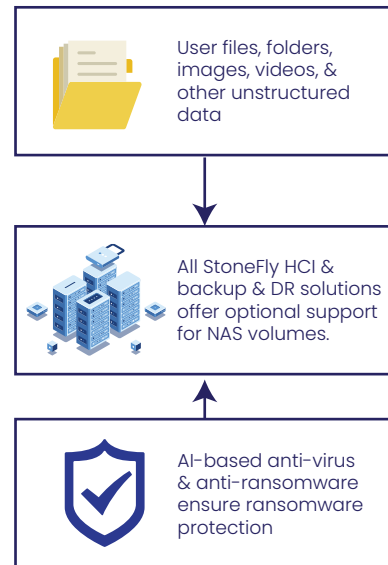 User files, folders,
images, videos, &
other unstructured
data
All StoneFly HCI &
backup & DR solutions
offer optional support
for NAS volumes.
AI-based anti-virus
& anti-ransomware
ensure ransomware
protection